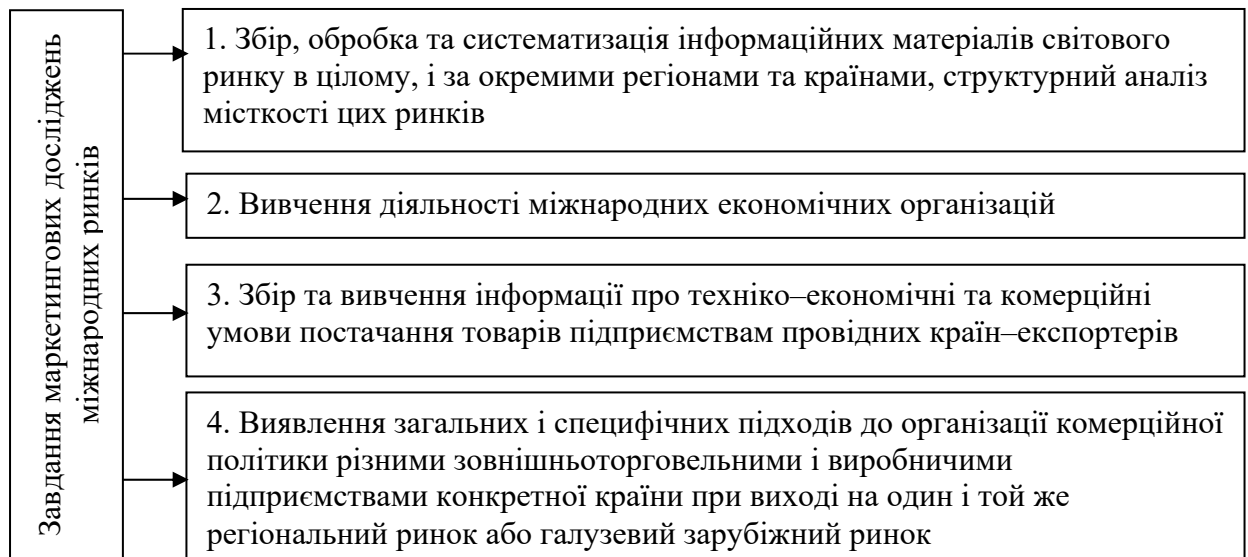 Завдання маркетингових досліджень
міжнародних ринків
1. Збір, обробка та систематизація інформаційних матеріалів світового
ринку в цілому, і за окремими регіонами та країнами, структурний аналіз
місткості цих ринків
2. Вивчення діяльності міжнародних економічних організацій
3. Збір та вивчення інформації про техніко–економічні та комерційні
умови постачання товарів підприємствам провідних країн–експортерів
4. Виявлення загальних і специфічних підходів до організації комерційної
політики різними зовнішньоторговельними і виробничими
підприємствами конкретної країни при виході на один і той же
регіональний ринок або галузевий зарубіжний ринок